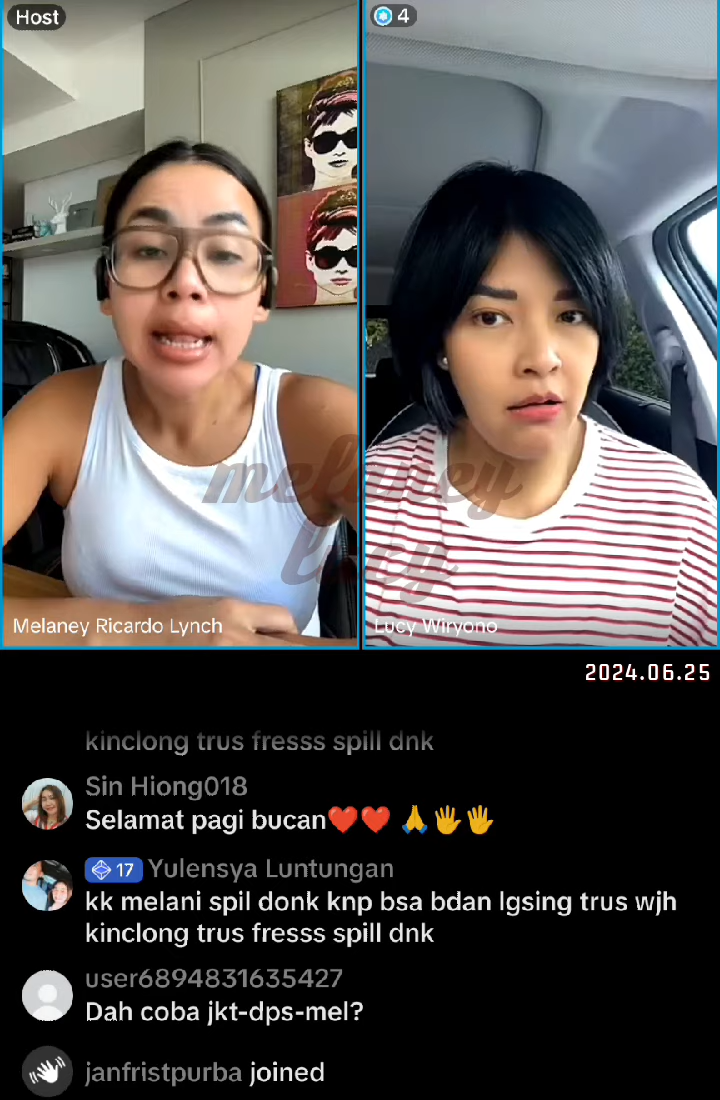 Host
4
melaney
lucy
Melaney Ricardo Lynch
Lucy Wiryono
2024.06.25
kinclong trus fresss spill dnk
Sin Hiong018
Selamat pagi bucan❤️❤️ 🙏🖐️🖐️
17 Yulensya Luntungan
kk melani spil donk knp bsa bdan lgsing trus wjh
kinclong trus fresss spill dnk
user6894831635427
Dah coba jkt-dps-mel?
janfristpurba joined